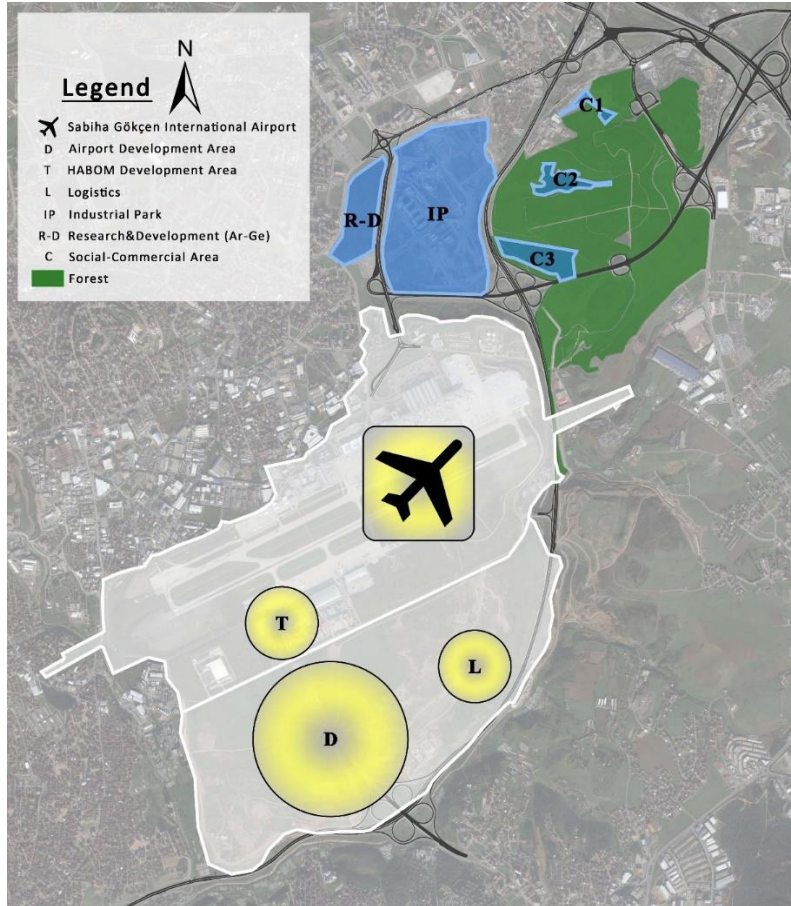 N
Legend
Sabiha Gökçen International Airport
D Airport Development Area
T HABOM Development Area
L Logistics
IP Industrial Park
R-D Research&Development (Ar-Ge)
C Social-Commercial Area
Forest
C1
C2
R-D
IP
C3
T
L
D